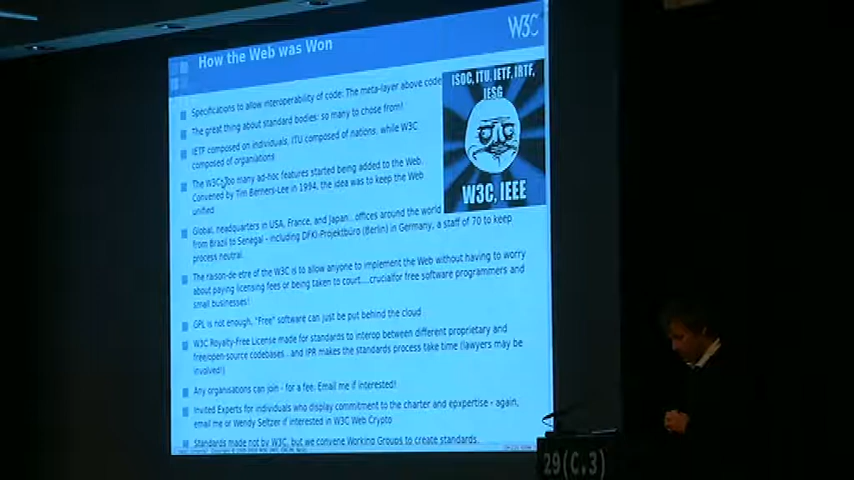 How the Web was Won
W3C
Specifications to allow interoperability of code: The meta-layer above code
The great thing about standard bodies: so many to chose from!
IETF composed on individuals, ITU composed of nations, while W3C
composed of organiations
The W3C: Too many ad-hoc features started being added to the Web.
Convened by Tim Berners-Lee in 1994, the idea was to keep the Web
unified
Global, headquarters in USA, France, and Japan.. offices around the world
from Brazil to Senegal - including DFKI-Projektbüro (Berlin) in Germany, a staff of 70 to keep
process neutral.
The raison-de etre of the W3C is to allow anyone to implement the Web without having to worry
about paying licensing fees or being taken to court....crucialfor free software programmers and
small businesses!
GPL is not enough, "Free" software can just be put behind the cloud
W3C Royalty-Free License made for standards to interop between different proprietary and
free/open-source codebases.. and IPR makes the standards process take time (lawyers may be
involved!)
Any organisations can join - for a fee. Email me if interested!
Invited Experts for individuals who display commitment to the charter and epxpertise - again,
email me or Wendy Seltzer if interested in W3C Web Crypto
Standards made not by W3C, but we convene Working Groups to create standards.
ISOC, ITU, IETF, IRTF,
IESG
W3C, IEEE
29(C.3)